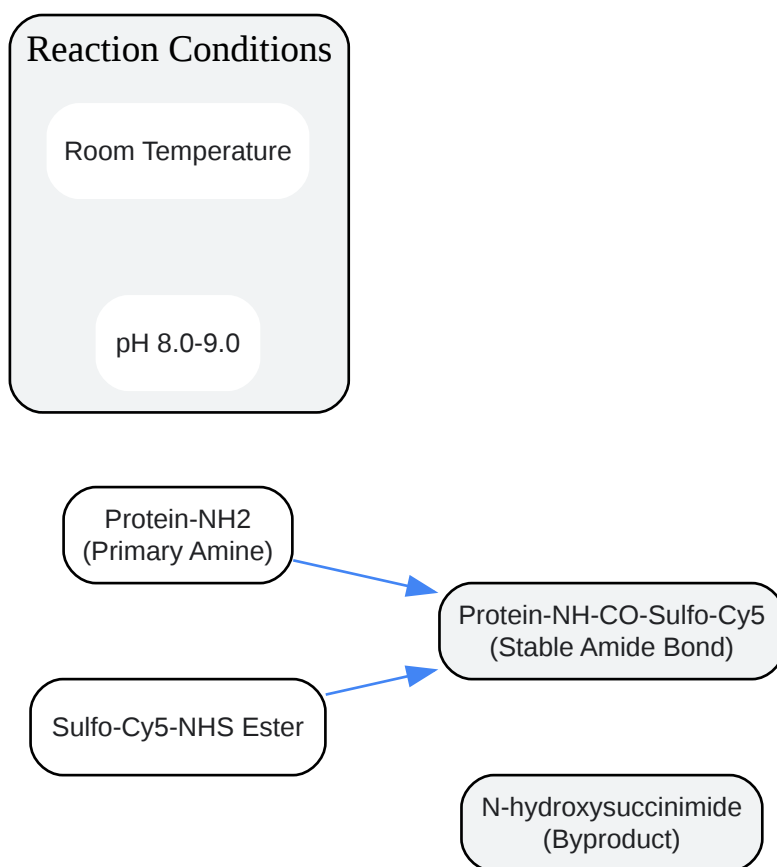 Reaction Conditions
Room Temperature
pH 8.0-9.0
Protein-NH2
(Primary Amine)
Protein-NH-CO-Sulfo-Cy5
(Stable Amide Bond)
Sulfo-Cy5-NHS Ester
N-hydroxysuccinimide
(Byproduct)